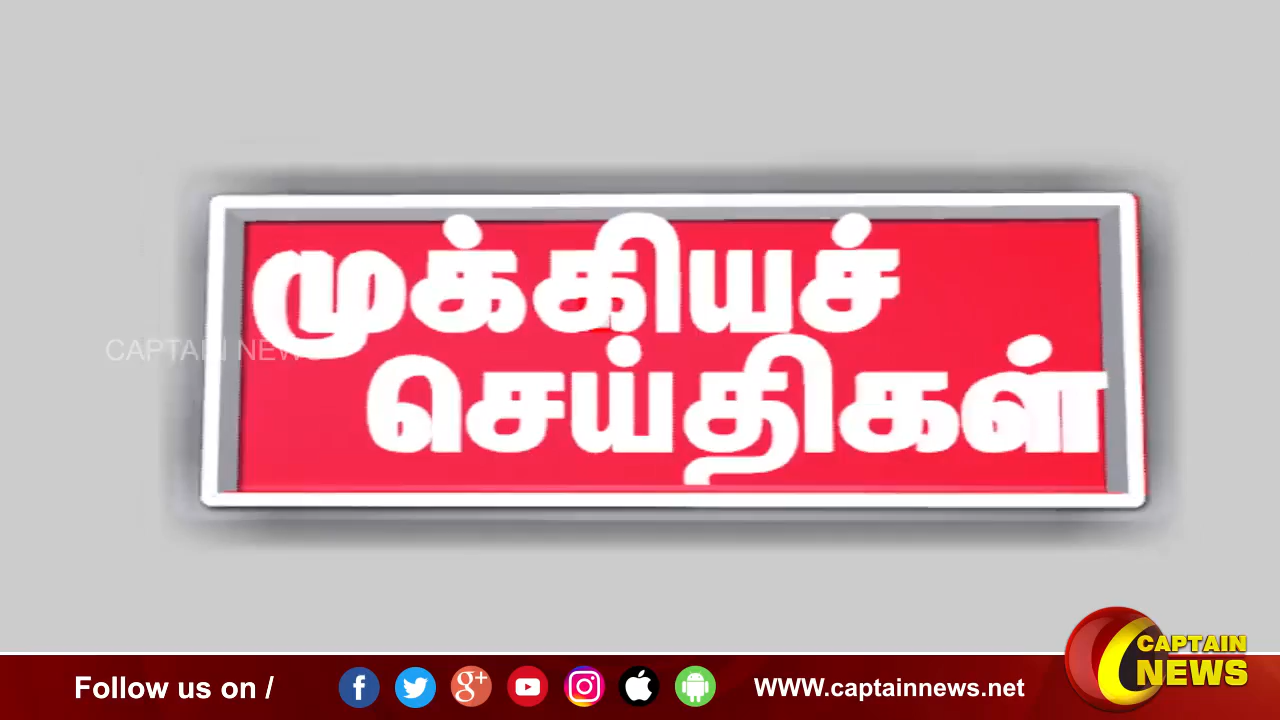 முக்கியச்
செய்திகள்
CAPTAIN NEWS
Follow us on /
WWW.captainnews.net
CAPTAIN
NEWS